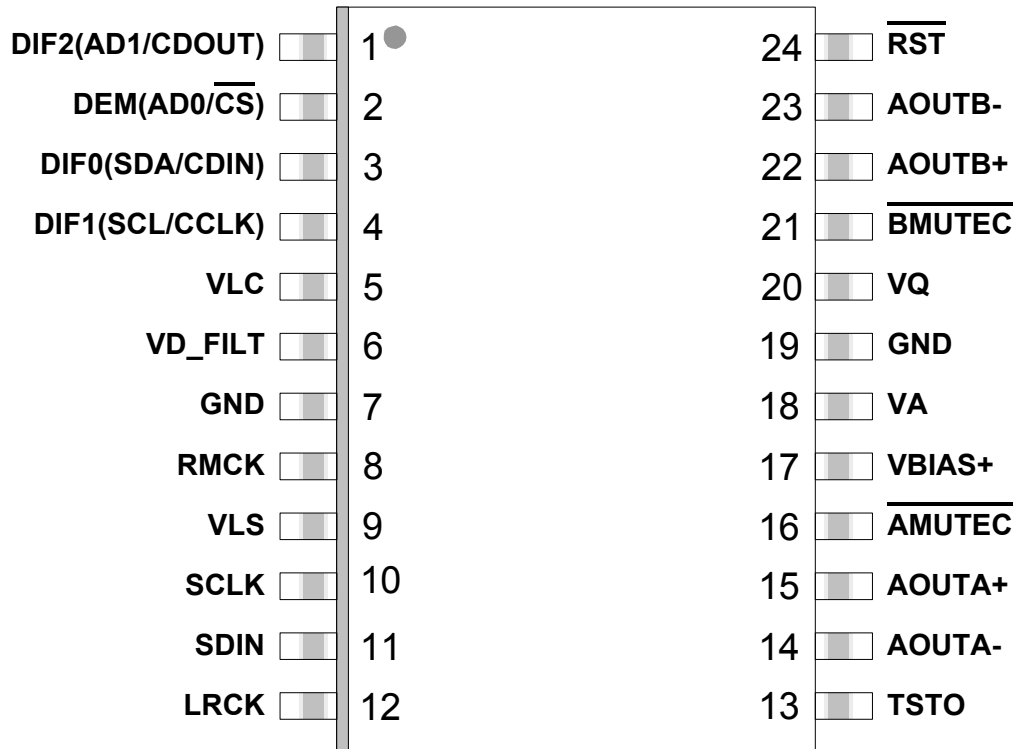 DIF2(AD1/CDOUT) 1 24 RST
DEM(AD0/CS) 2 23 AOUTB-
DIF0(SDA/CDIN) 3 22 AOUTB+
DIF1(SCL/CCLK) 4 21 BMUTEC
VLC 5 20 VQ
VD_FILT 6 19 GND
GND 7 18 VA
RMCK 8 17 VBIAS+
VLS 9 16 AMUTEC
SCLK 10 15 AOUTA+
SDIN 11 14 AOUTA-
LRCK 12 13 TSTO